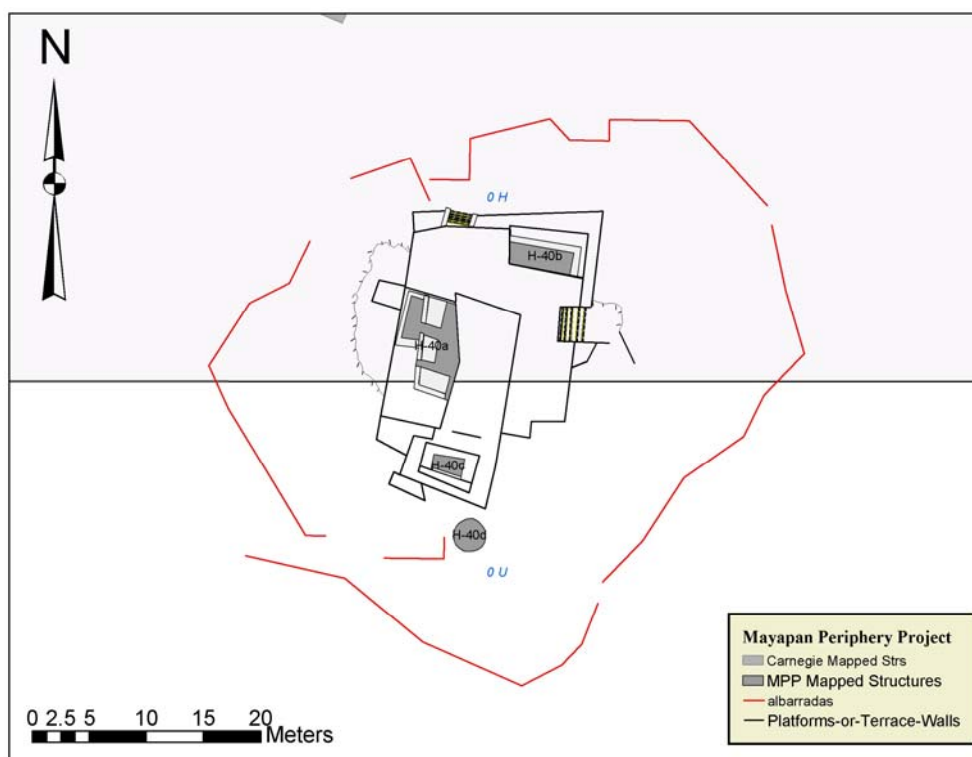 N
0 H
H-40b
H-40a
H-40c
H-40d
0 U
0 2.5 5 10 15 20
Meters
Mayapan Periphery Project
Carnegie Mapped Strs
MPP Mapped Structures
albarradas
Platforms-or-Terrace-Walls